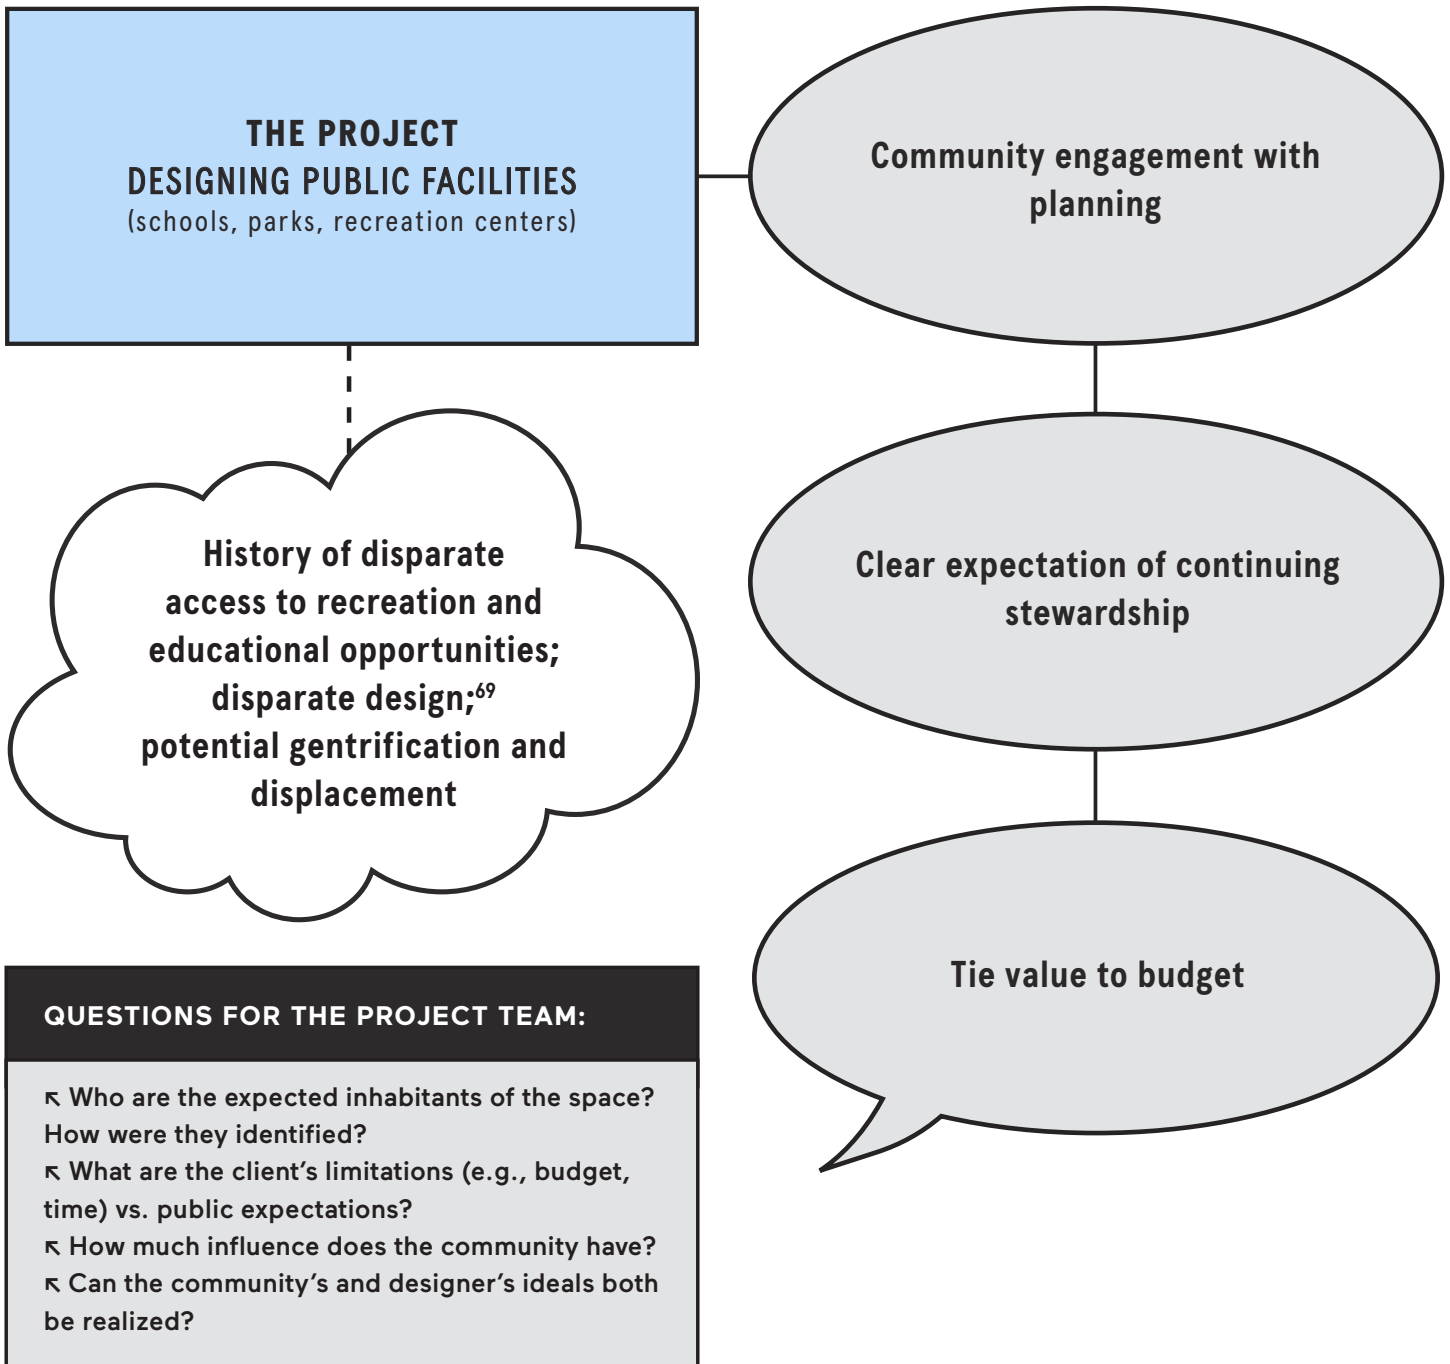 THE PROJECT
DESIGNING PUBLIC FACILITIES
(schools, parks, recreation centers)
Community engagement with
planning
History of disparate
access to recreation and
educational opportunities;
disparate design;69
potential gentrification and
displacement
Clear expectation of continuing
stewardship
Tie value to budget
QUESTIONS FOR THE PROJECT TEAM:
↖ Who are the expected inhabitants of the space?
How were they identified?
↖ What are the client’s limitations (e.g., budget,
time) vs. public expectations?
↖ How much influence does the community have?
↖ Can the community’s and designer’s ideals both
be realized?